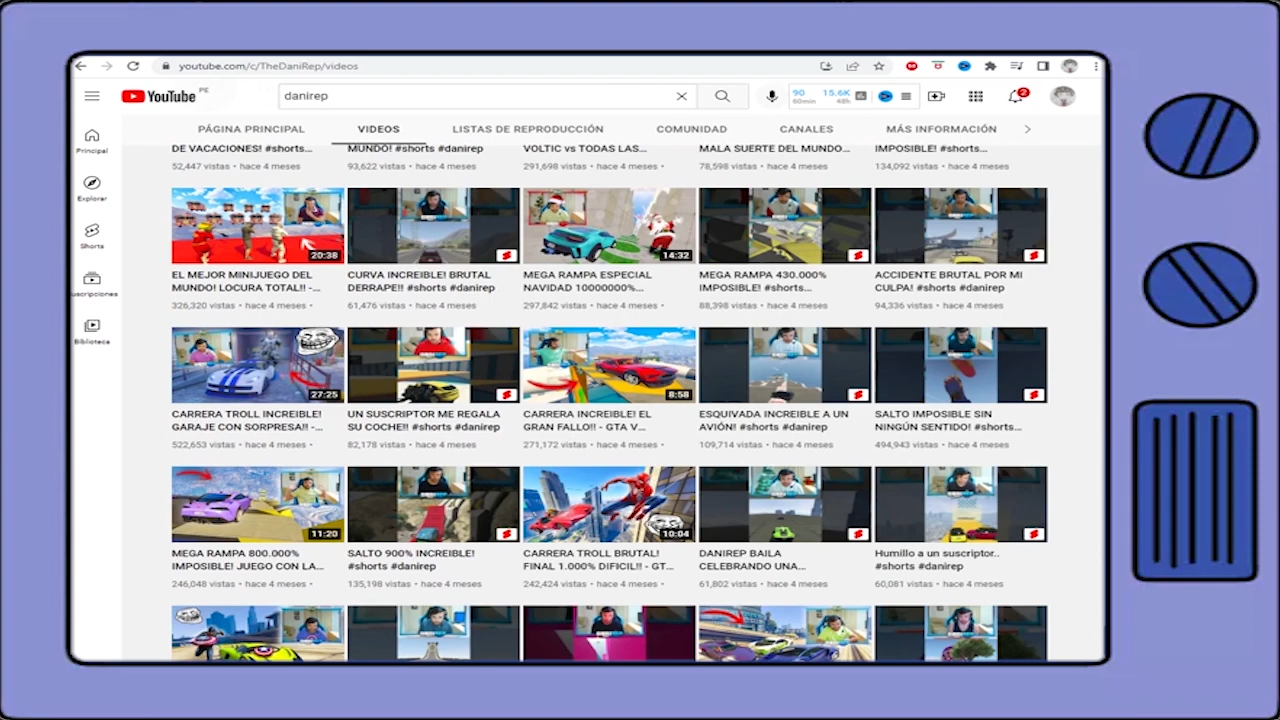 youtube.com/c/TheDaniRep/videos
YouTube PE
danirep
90 60min 15.6K 48h
2
PÁGINA PRINCIPAL VIDEOS LISTAS DE REPRODUCCIÓN COMUNIDAD CANALES MÁS INFORMACIÓN
Principal
Explorar
Shorts
uscripciones
Biblioteca
DE VACACIONES! #shorts... MUNDO! #shorts #danirep VOLTIC vs TODAS LAS... MALA SUERTE DEL MUNDO... IMPOSIBLE! #shorts...
52,447 vistas • hace 4 meses 93,622 vistas • hace 4 meses 291,698 vistas • hace 4 meses • 78,598 vistas • hace 4 meses 134,092 vistas • hace 4 meses
20:38 14:32
EL MEJOR MINIJUEGO DEL CURVA INCREIBLE! BRUTAL MEGA RAMPA ESPECIAL MEGA RAMPA 430.000% ACCIDENTE BRUTAL POR MI
MUNDO! LOCURA TOTAL!! -... DERRAPE!! #shorts #danirep NAVIDAD 10000000%... IMPOSIBLE! #shorts... CULPA! #shorts #danirep
326,320 vistas • hace 4 meses • 61,476 vistas • hace 4 meses 297,842 vistas • hace 4 meses • 88,398 vistas • hace 4 meses 94,336 vistas • hace 4 meses
27:25 8:58
CARRERA TROLL INCREIBLE! UN SUSCRIPTOR ME REGALA CARRERA INCREIBLE! EL ESQUIVADA INCREIBLE A UN SALTO IMPOSIBLE SIN
GARAJE CON SORPRESA!! -... SU COCHE!! #shorts #danirep GRAN FALLO!! - GTA V... AVIÓN! #shorts #danirep NINGÚN SENTIDO! #shorts...
522,653 vistas • hace 4 meses • 82,178 vistas • hace 4 meses 271,172 vistas • hace 4 meses • 109,714 vistas • hace 4 meses 494,943 vistas • hace 4 meses
11:20 10:04
MEGA RAMPA 800.000% SALTO 900% INCREIBLE! CARRERA TROLL BRUTAL! DANIREP BAILA Humillo a un suscriptor..
IMPOSIBLE! JUEGO CON LA... #shorts #danirep FINAL 1.000% DIFICIL!! - GT... CELEBRANDO UNA... #shorts #danirep
246,048 vistas • hace 4 meses • 135,198 vistas • hace 4 meses 242,424 vistas • hace 4 meses • 61,802 vistas • hace 4 meses 60,081 vistas • hace 4 meses